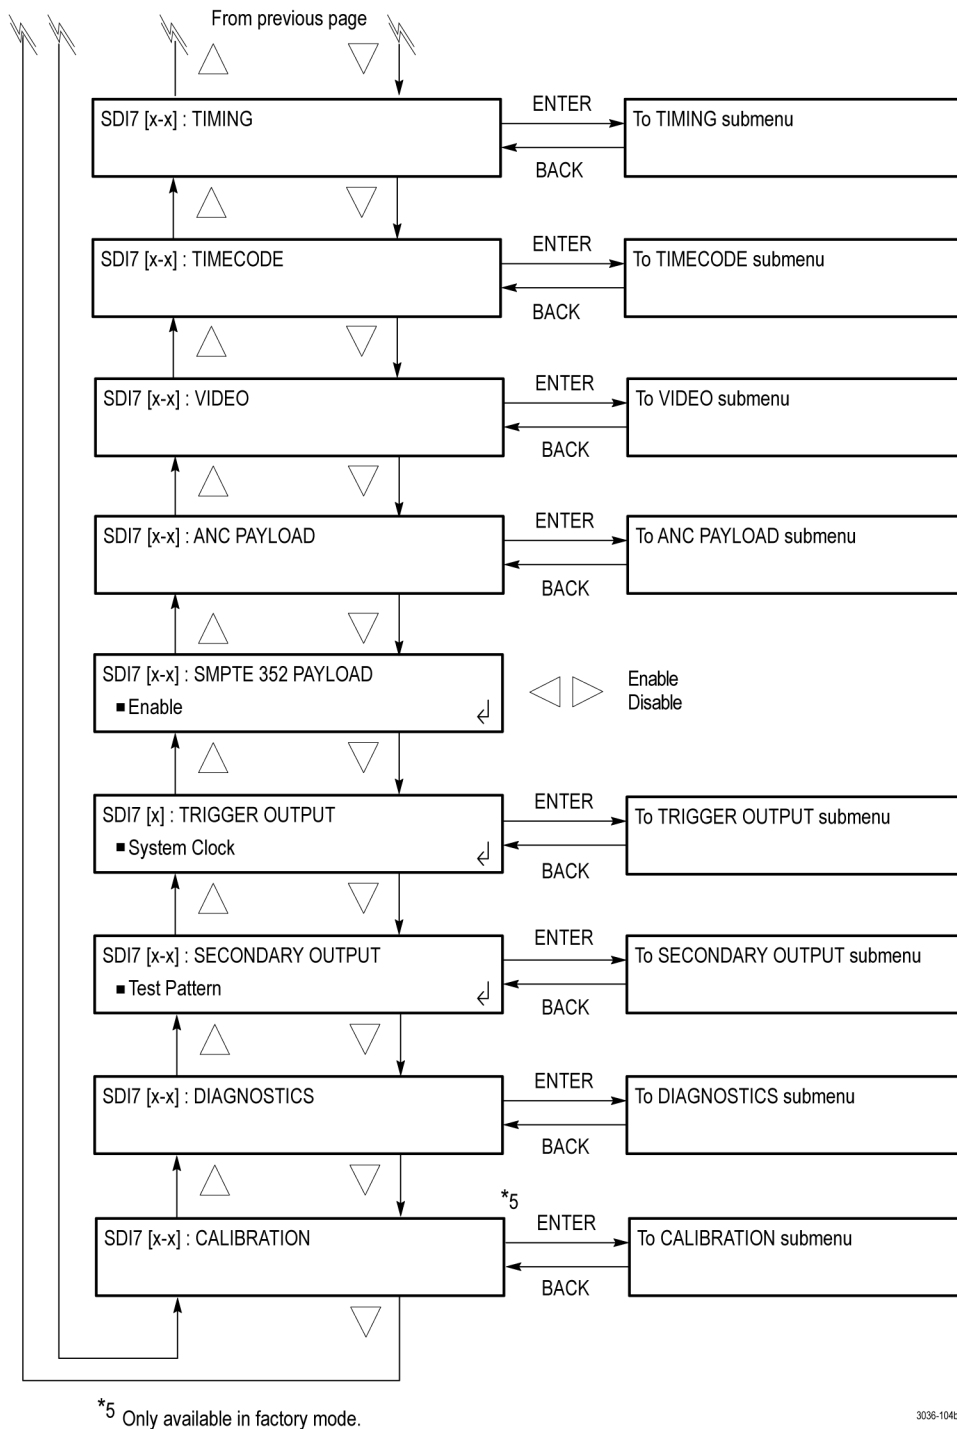 From previous page
SDI7 [x-x] : TIMING
ENTER
BACK
To TIMING submenu
SDI7 [x-x] : TIMECODE
ENTER
BACK
To TIMECODE submenu
SDI7 [x-x] : VIDEO
ENTER
BACK
To VIDEO submenu
SDI7 [x-x] : ANC PAYLOAD
ENTER
BACK
To ANC PAYLOAD submenu
SDI7 [x-x] : SMPTE 352 PAYLOAD
■ Enable
Enable
Disable
SDI7 [x] : TRIGGER OUTPUT
■ System Clock
ENTER
BACK
To TRIGGER OUTPUT submenu
SDI7 [x-x] : SECONDARY OUTPUT
■ Test Pattern
ENTER
BACK
To SECONDARY OUTPUT submenu
SDI7 [x-x] : DIAGNOSTICS
ENTER
BACK
To DIAGNOSTICS submenu
SDI7 [x-x] : CALIBRATION
*5
ENTER
BACK
To CALIBRATION submenu
*5 Only available in factory mode.
3036-104b